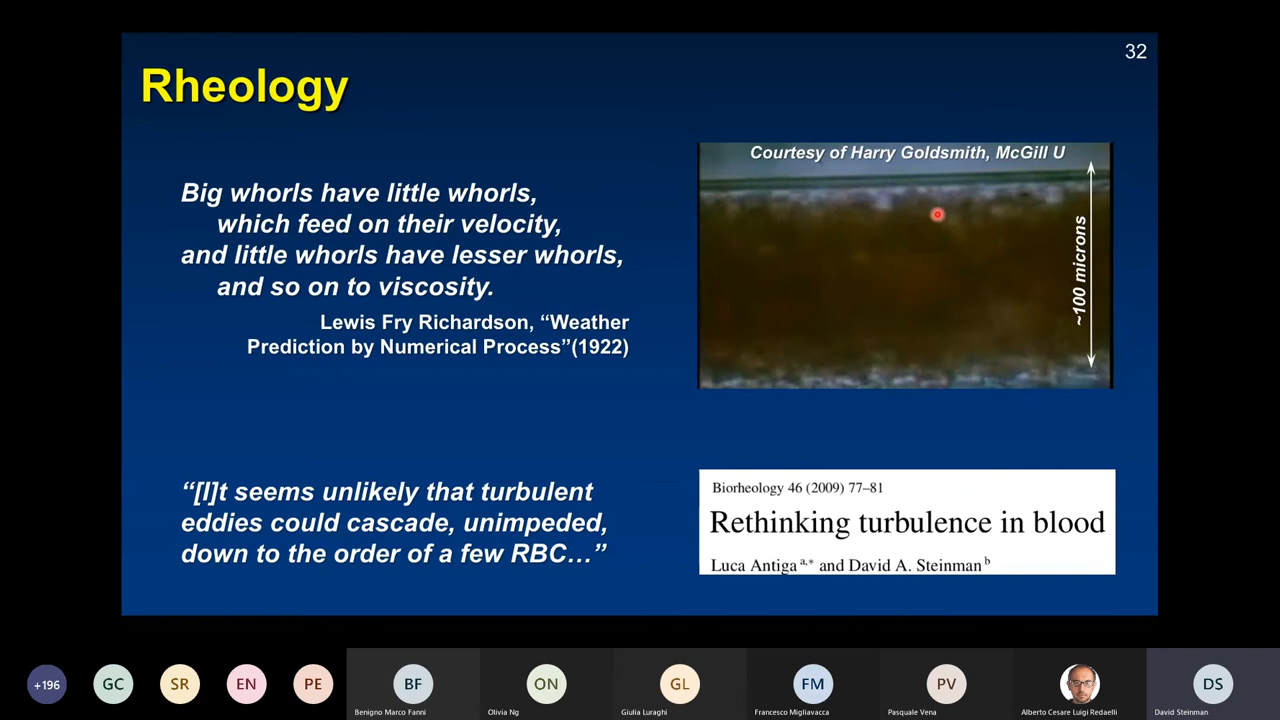 32
Rheology
Courtesy of Harry Goldsmith, McGill U
~100 microns
Big whorls have little whorls,
which feed on their velocity,
and little whorls have lesser whorls,
and so on to viscosity.
Lewis Fry Richardson, “Weather
Prediction by Numerical Process”(1922)
“[I]t seems unlikely that turbulent
eddies could cascade, unimpeded,
down to the order of a few RBC…”
Biorheology 46 (2009) 77–81
Rethinking turbulence in blood
Luca Antiga a,* and David A. Steinman b
+196
GC
SR
EN
PE
BF
Benigno Marco Fanni
ON
Olivia Ng
GL
Giulia Luraghi
FM
Francesco Migliavacca
PV
Pasquale Vena
Alberto Cesare Luigi Redaelli
DS
David Steinman